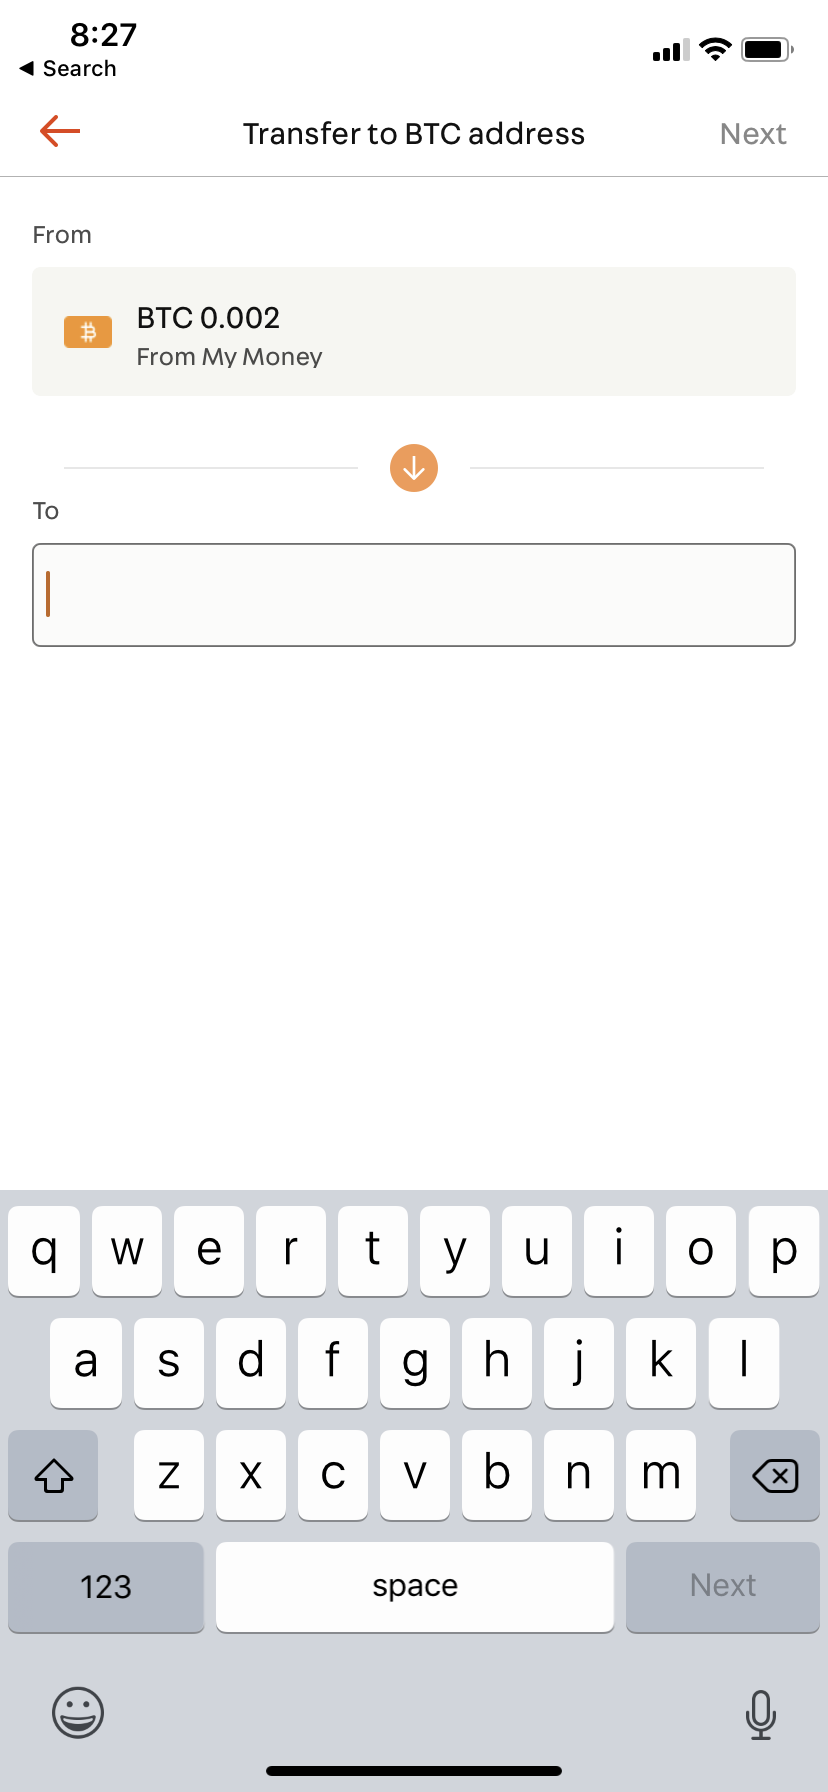 8:27
◀ Search
Transfer to BTC address
Next
From
BTC 0.002
From My Money
To
q w e r t y u i o p
a s d f g h j k l
z x c v b n m
123 space Next